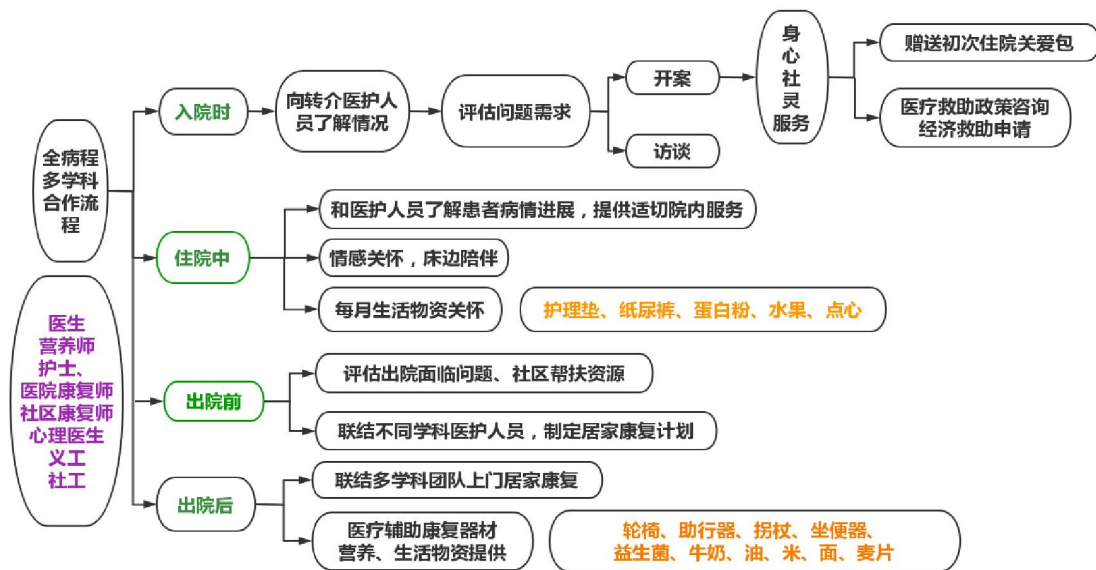 全病程
多学科
合作流
程
医生
营养师
护士、
医院康复师
社区康复师
心理医生
义工
社工
入院时
向转介医护人
员了解情况
评估问题需求
开案
访谈
身
心
社
灵
服务
赠送初次住院关爱包
医疗救助政策咨询
经济救助申请
住院中
和医护人员了解患者病情进展，提供适切院内服务
情感关怀，床边陪伴
每月生活物资关怀
护理垫、纸尿裤、蛋白粉、水果、点心
出院前
评估出院面临问题、社区帮扶资源
联结不同学科医护人员，制定居家康复计划
出院后
联结多学科团队上门居家康复
医疗辅助康复器材
营养、生活物资提供
轮椅、助行器、拐杖、坐便器、
益生菌、牛奶、油、米、面、麦片